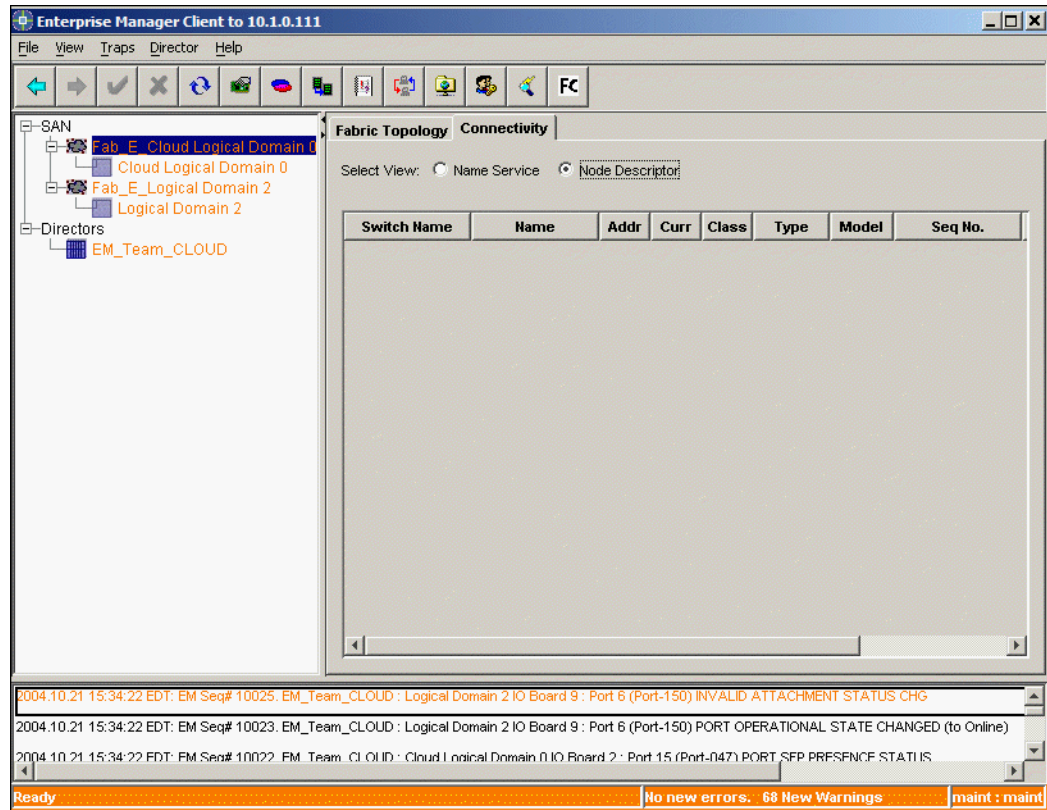 Enterprise Manager Client to 10.1.0.111
File View Traps Director Help
FC
SAN
Fab_E_Cloud Logical Domain 0
Cloud Logical Domain 0
Fab_E_Logical Domain 2
Logical Domain 2
Directors
EM_Team_CLOUD
Fabric Topology Connectivity
Select View: Name Service Node Descriptor
Switch Name Name Addr Curr Class Type Model Seq No.
2004.10.21 15:34:22 EDT: EM Seq# 10025. EM_Team_CLOUD : Logical Domain 2 IO Board 9 : Port 6 (Port-150) INVALID ATTACHMENT STATUS CHG
2004.10.21 15:34:22 EDT: EM Seq# 10023. EM_Team_CLOUD : Logical Domain 2 IO Board 9 : Port 6 (Port-150) PORT OPERATIONAL STATE CHANGED (to Online)
2004.10.21 15:34:22 EDT: EM Seq# 10022. EM_Team_CLOUD : Cloud Logical Domain 0 IO Board 2 : Port 15 (Port-047) PORT SFP PRESENCE STATUS
Ready No new errors. 68 New Warnings maint : maint